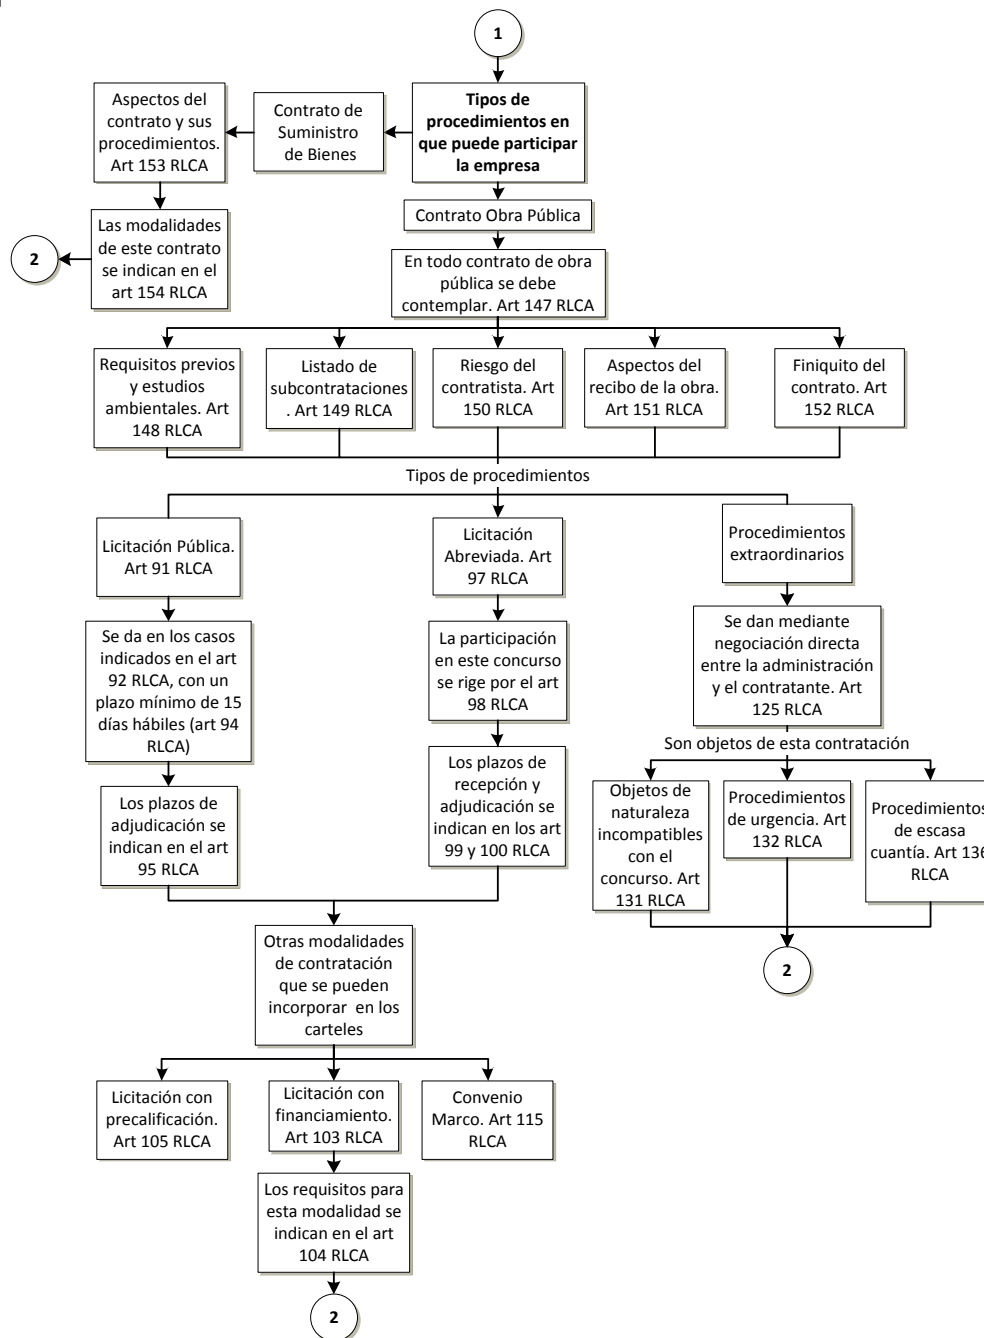 1
Tipos de
procedimientos en
que puede participar
la empresa
Contrato de
Suministro
de Bienes
Aspectos del
contrato y sus
procedimientos.
Art 153 RLCA
Las modalidades
de este contrato
se indican en el
art 154 RLCA
2
Contrato Obra Pública
En todo contrato de obra
pública se debe
contemplar. Art 147 RLCA
Requisitos previos
y estudios
ambientales. Art
148 RLCA
Listado de
subcontrataciones
. Art 149 RLCA
Riesgo del
contratista. Art
150 RLCA
Aspectos del
recibo de la obra.
Art 151 RLCA
Finiquito del
contrato. Art
152 RLCA
Tipos de procedimientos
Licitación Pública.
Art 91 RLCA
Se da en los casos
indicados en el art
92 RLCA, con un
plazo mínimo de 15
días hábiles (art 94
RLCA)
Los plazos de
adjudicación se
indican en el art
95 RLCA
Licitación
Abreviada. Art
97 RLCA
La participación
en este concurso
se rige por el art
98 RLCA
Los plazos de
recepción y
adjudicación se
indican en los art
99 y 100 RLCA
Procedimientos
extraordinarios
Se dan mediante
negociación directa
entre la administración
y el contratante. Art
125 RLCA
Son objetos de esta contratación
Objetos de
naturaleza
incompatibles
con el
concurso. Art
131 RLCA
Procedimientos
de urgencia. Art
132 RLCA
Procedimientos
de escasa
cuantía. Art 136
RLCA
2
Otras modalidades
de contratación
que se pueden
incorporar en los
carteles
Licitación con
precalificación.
Art 105 RLCA
Licitación con
financiamiento.
Art 103 RLCA
Convenio
Marco. Art 115
RLCA
Los requisitos para
esta modalidad se
indican en el art
104 RLCA
2